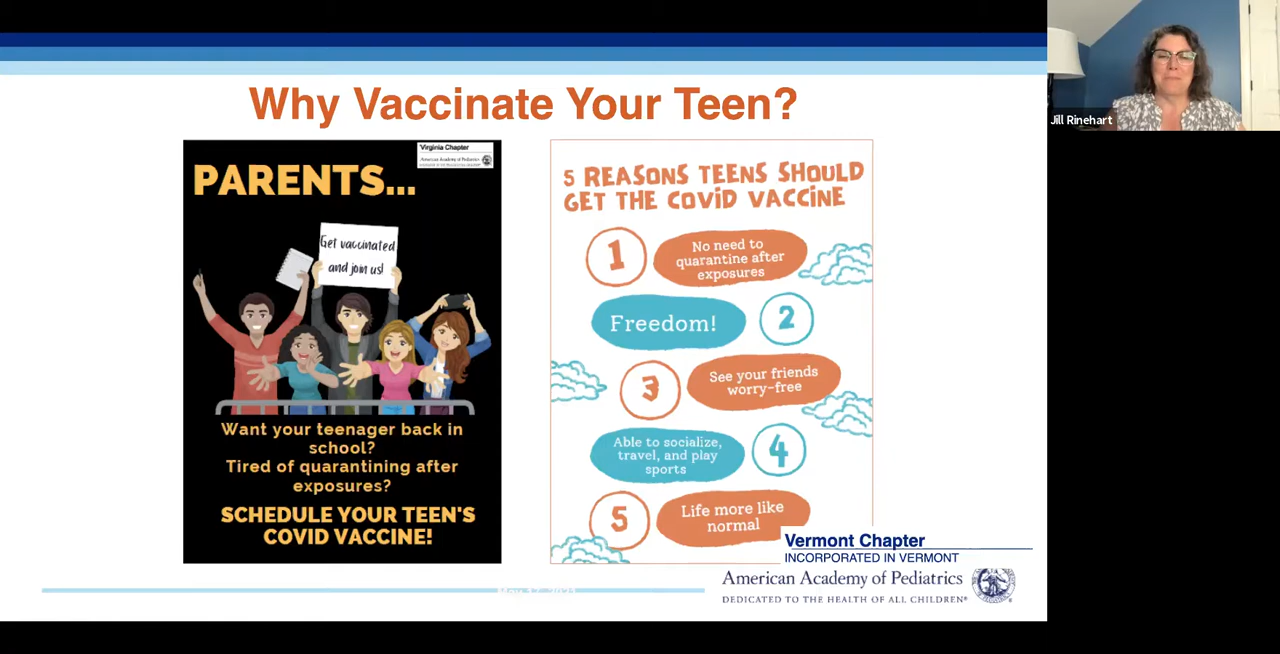 Why Vaccinate Your Teen?
Virginia Chapter
American Academy of Pediatrics
PARENTS...
Get vaccinated
and join us!
Want your teenager back in
school?
Tired of quarantining after
exposures?
SCHEDULE YOUR TEEN'S
COVID VACCINE!
5 REASONS TEENS SHOULD
GET THE COVID VACCINE
1
No need to
quarantine after
exposures
Freedom!
2
3
See your friends
worry-free
Able to socialize,
travel, and play
sports
4
5
Life more like
normal
Vermont Chapter
INCORPORATED IN VERMONT
American Academy of Pediatrics
DEDICATED TO THE HEALTH OF ALL CHILDREN®
May 17, 2021
Jill Rinehart